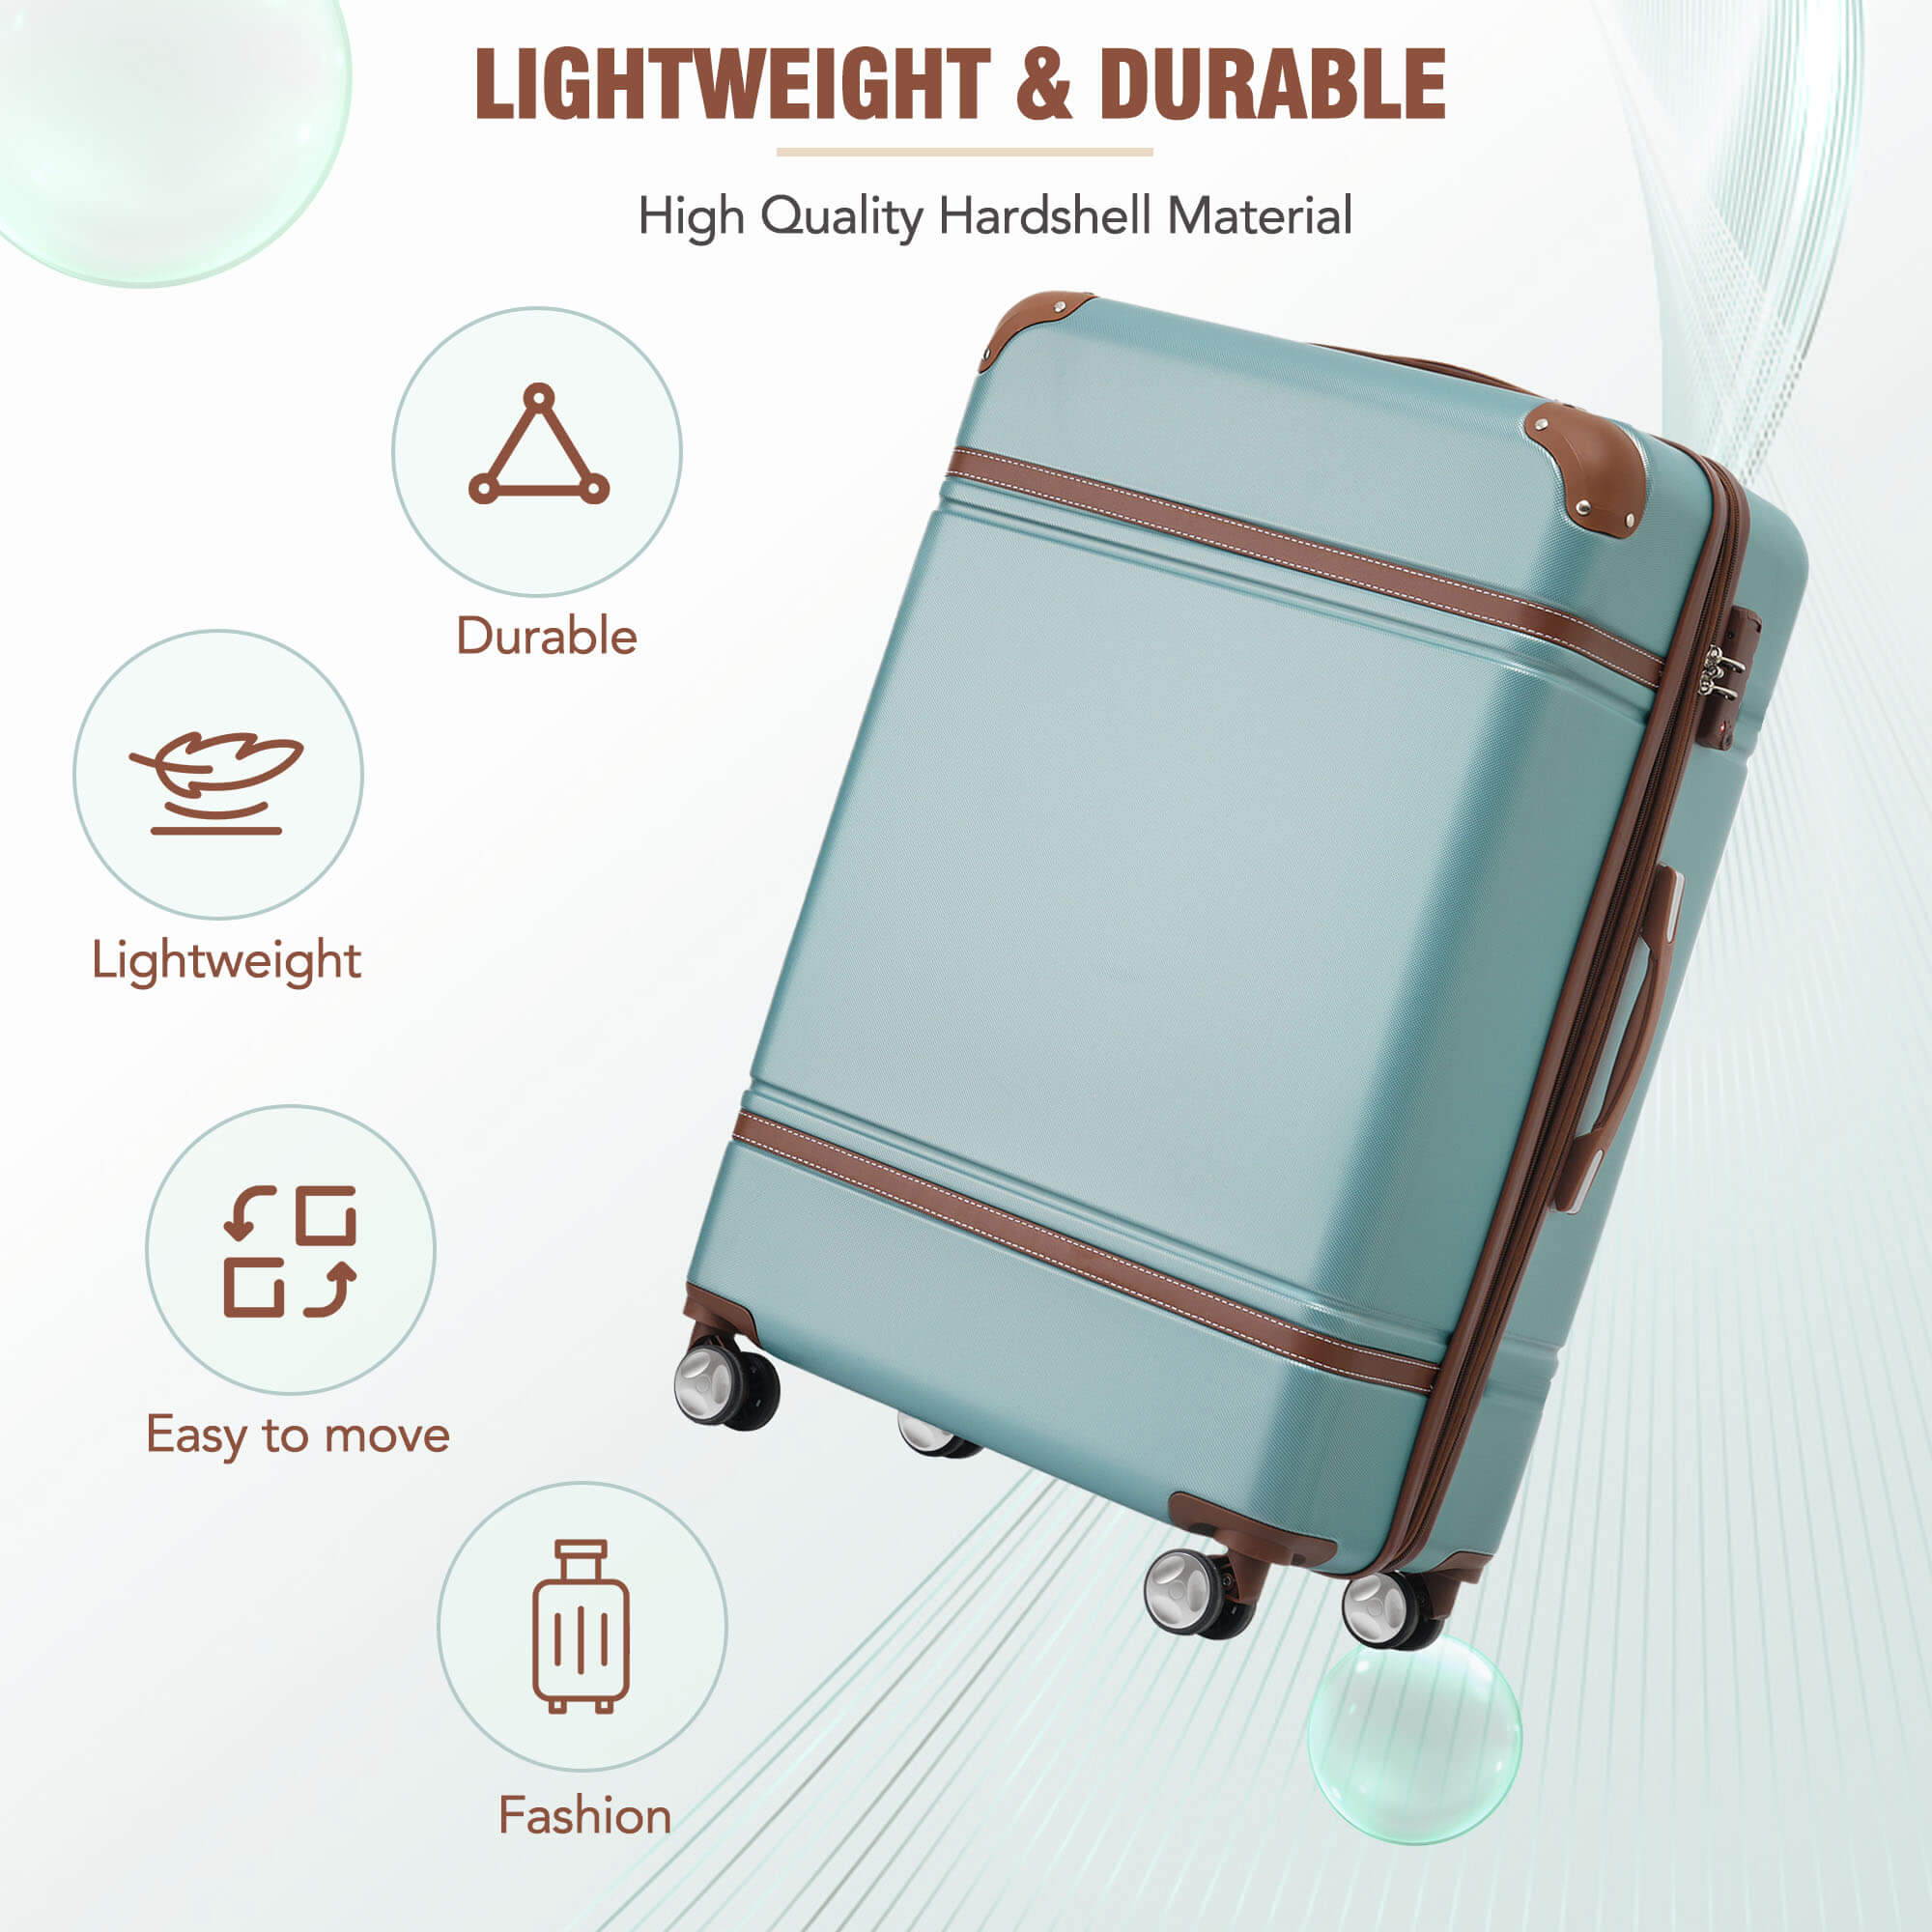 LIGHTWEIGHT & DURABLE
High Quality Hardshell Material
Durable
Lightweight
Easy to move
Fashion